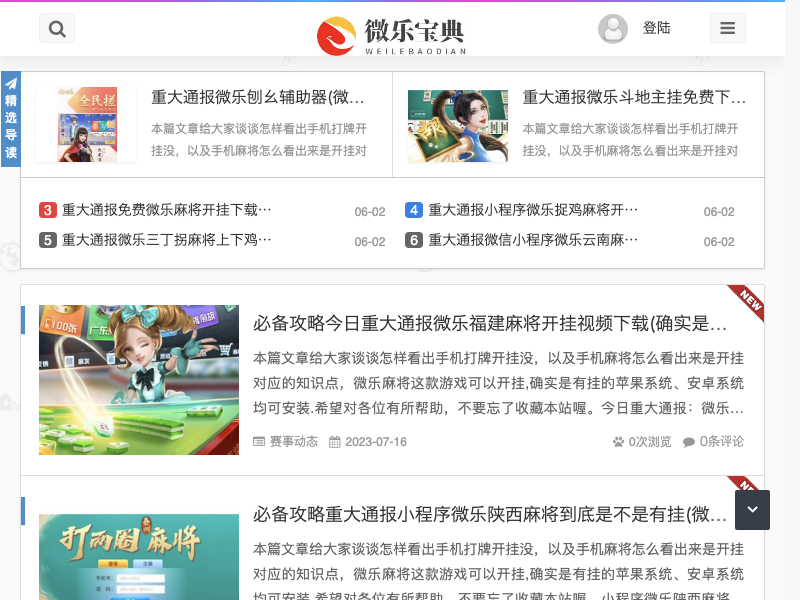 微乐宝典
WEILEBAODIAN
登陆
精选导读
重大通报微乐刨幺辅助器(微…
本篇文章给大家谈谈怎样看出手机打牌开
挂没，以及手机麻将怎么看出来是开挂对
重大通报微乐斗地主挂免费下…
本篇文章给大家谈谈怎样看出手机打牌开
挂没，以及手机麻将怎么看出来是开挂对
3 重大通报免费微乐麻将开挂下载… 06-02
4 重大通报小程序微乐捉鸡麻将开… 06-02
5 重大通报微乐三丁拐麻将上下鸡… 06-02
6 重大通报微信小程序微乐云南麻… 06-02
NEW
必备攻略今日重大通报微乐福建麻将开挂视频下载(确实是…
本篇文章给大家谈谈怎样看出手机打牌开挂没，以及手机麻将怎么看出来是开挂
对应的知识点，微乐麻将这款游戏可以开挂,确实是有挂的苹果系统、安卓系统
均可安装.希望对各位有所帮助，不要忘了收藏本站喔。今日重大通报：微乐…
赛事动态 2023-07-16 0次浏览 0条评论
必备攻略重大通报小程序微乐陕西麻将到底是不是有挂(微…
本篇文章给大家谈谈怎样看出手机打牌开挂没，以及手机麻将怎么看出来是开挂
对应的知识点，微乐麻将这款游戏可以开挂,确实是有挂的苹果系统、安卓系统
均可安装.希望对各位有所帮助，不要忘了收藏本站喔。小程序微乐陕西麻将
打两圈麻将